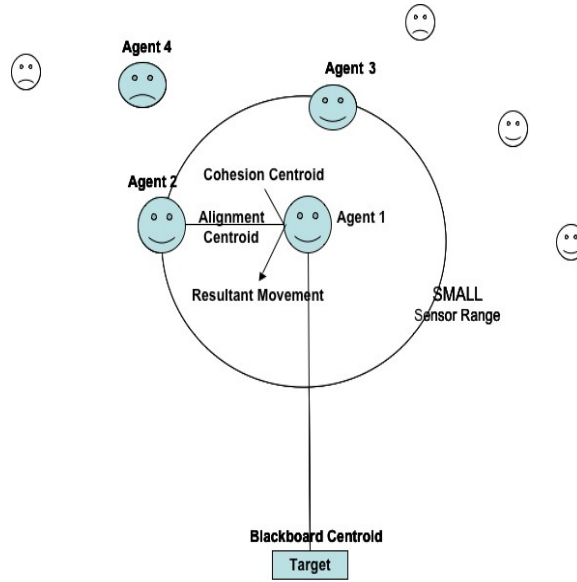 Agent 4
Agent 3
Agent 2
Cohesion Centroid
Alignment
Centroid
Agent 1
Resultant Movement
SMALL
Sensor Range
Blackboard Centroid
Target